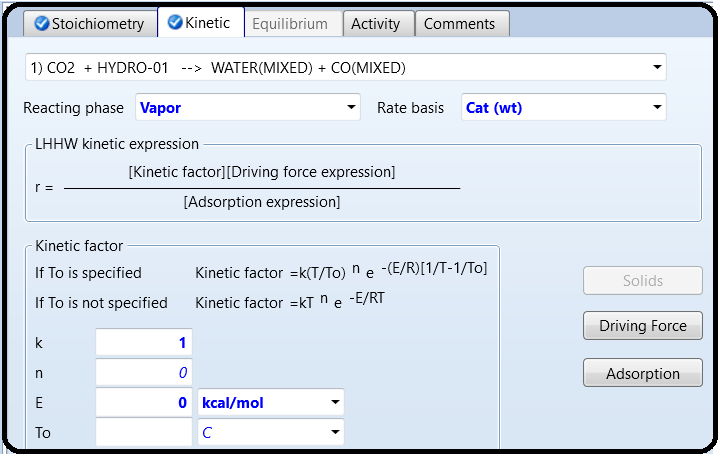 Stoichiometry Kinetic Equilibrium Activity Comments
1) CO2 + HYDRO-01 --> WATER(MIXED) + CO(MIXED)
Reacting phase Vapor Rate basis Cat (wt)
LHHW kinetic expression
[Kinetic factor][Driving force expression]
r =
[Adsorption expression]
Kinetic factor
If To is specified Kinetic factor =k(T/To) n e -(E/R)[1/T-1/To]
If To is not specified Kinetic factor =kT n e -E/RT
Solids
Driving Force
k 1
n 0
Adsorption
E 0 kcal/mol
To C